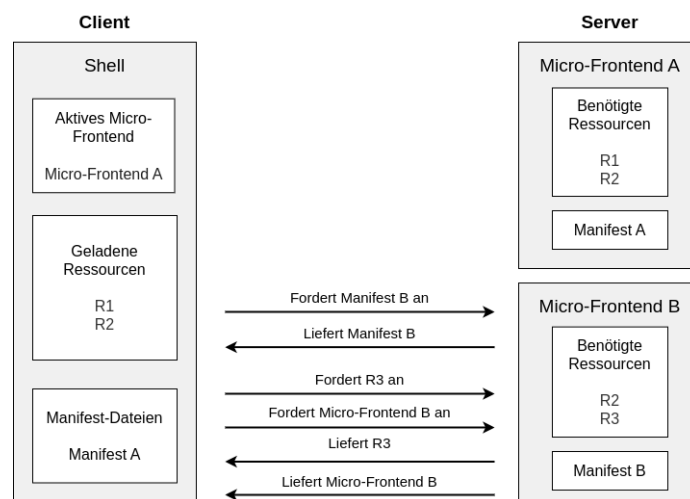 Client
Shell
Aktives Micro-
Frontend
Micro-Frontend A
Geladene
Ressourcen
R1
R2
Manifest-Dateien
Manifest A
Fordert Manifest B an
Liefert Manifest B
Fordert R3 an
Fordert Micro-Frontend B an
Liefert R3
Liefert Micro-Frontend B
Server
Micro-Frontend A
Benötigte
Ressourcen
R1
R2
Manifest A
Micro-Frontend B
Benötigte
Ressourcen
R2
R3
Manifest B